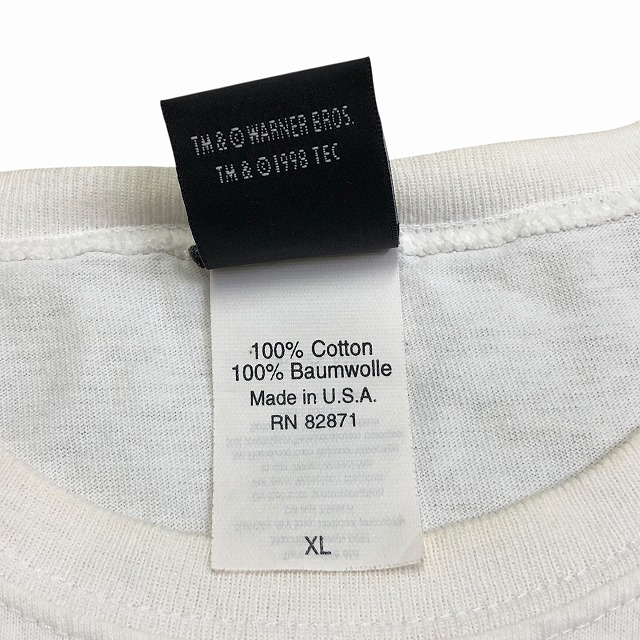 TM & © WARNER BROS.
TM & © 1998 TEC
100% Cotton
100% Baumwolle
Made in U.S.A.
RN 82871
XL